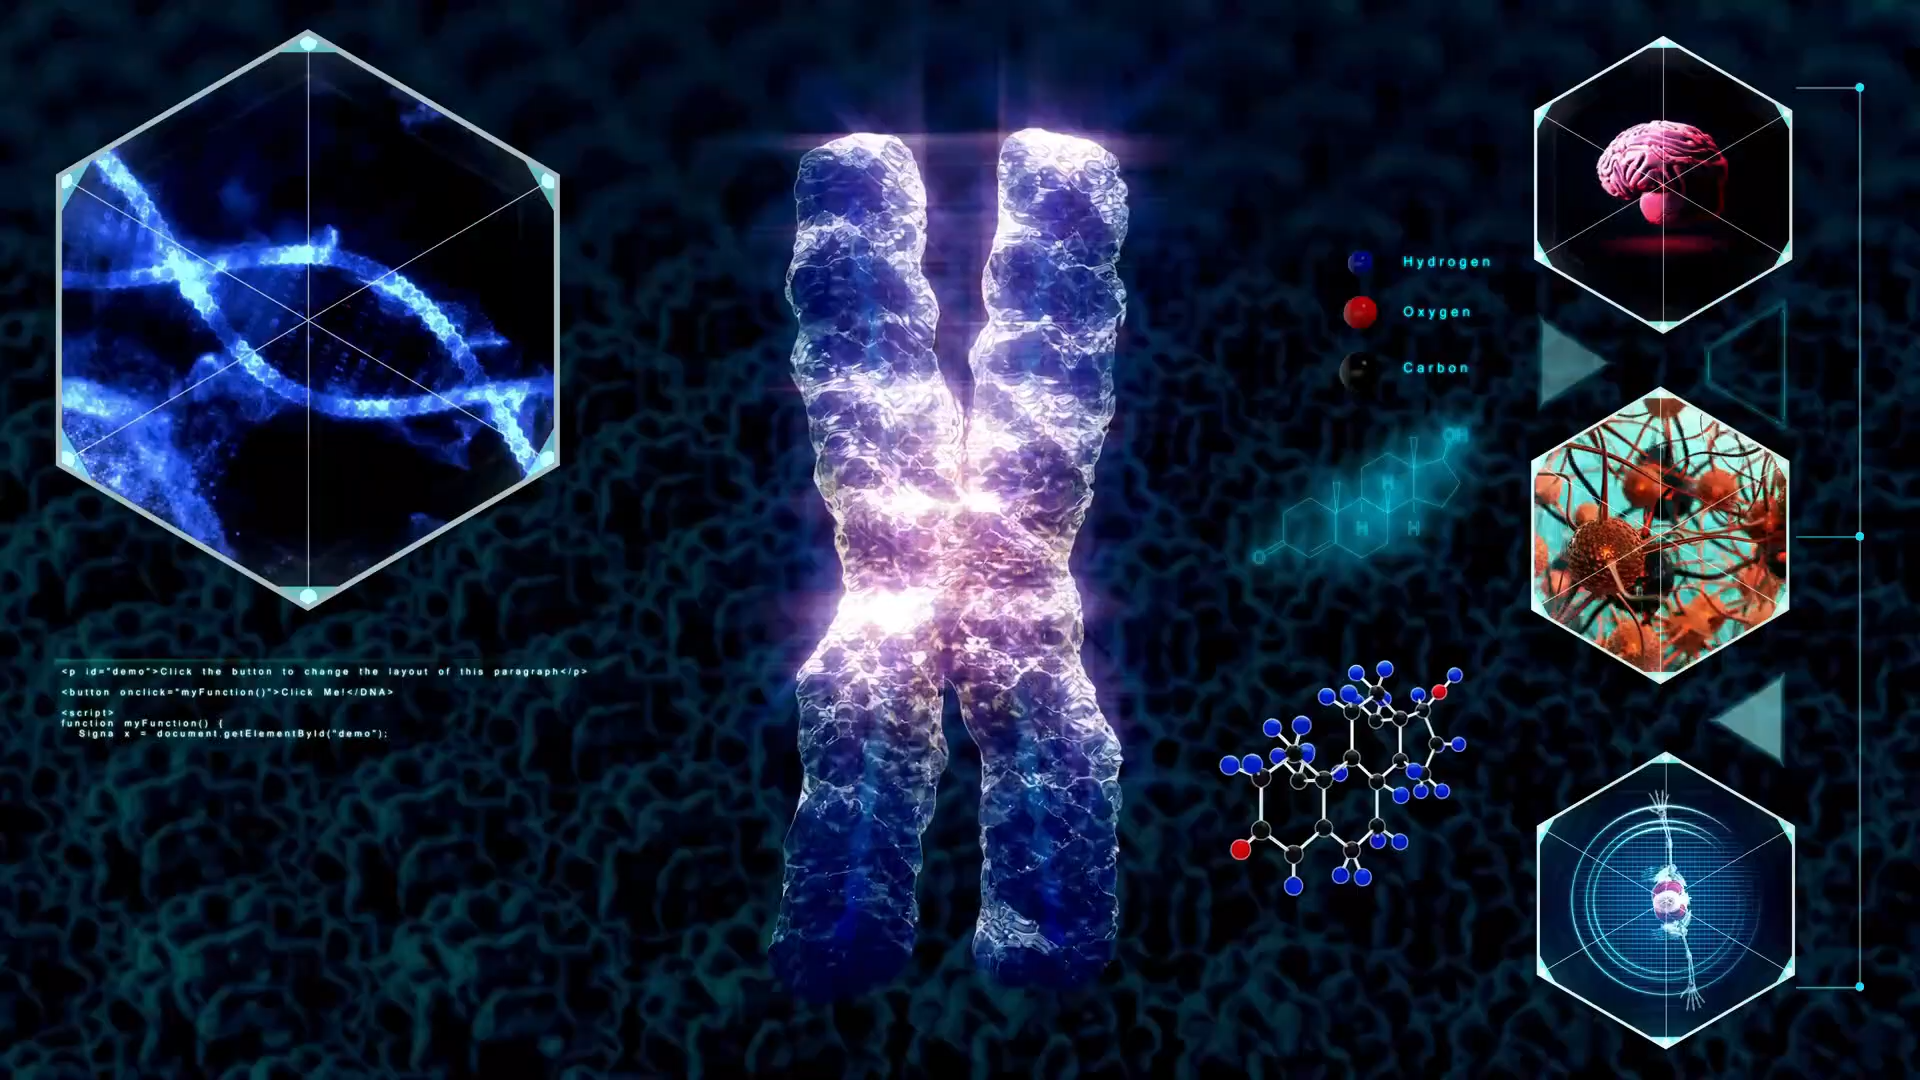 Hydrogen
Oxygen
Carbon
OH
H
H
H
O
<p id="demo">Click the button to change the layout of this paragraph</p>
<button onclick="myFunction()">Click Me!</DNA>
<script>
function myFunction() {
Signa x = document.getElementById("demo");